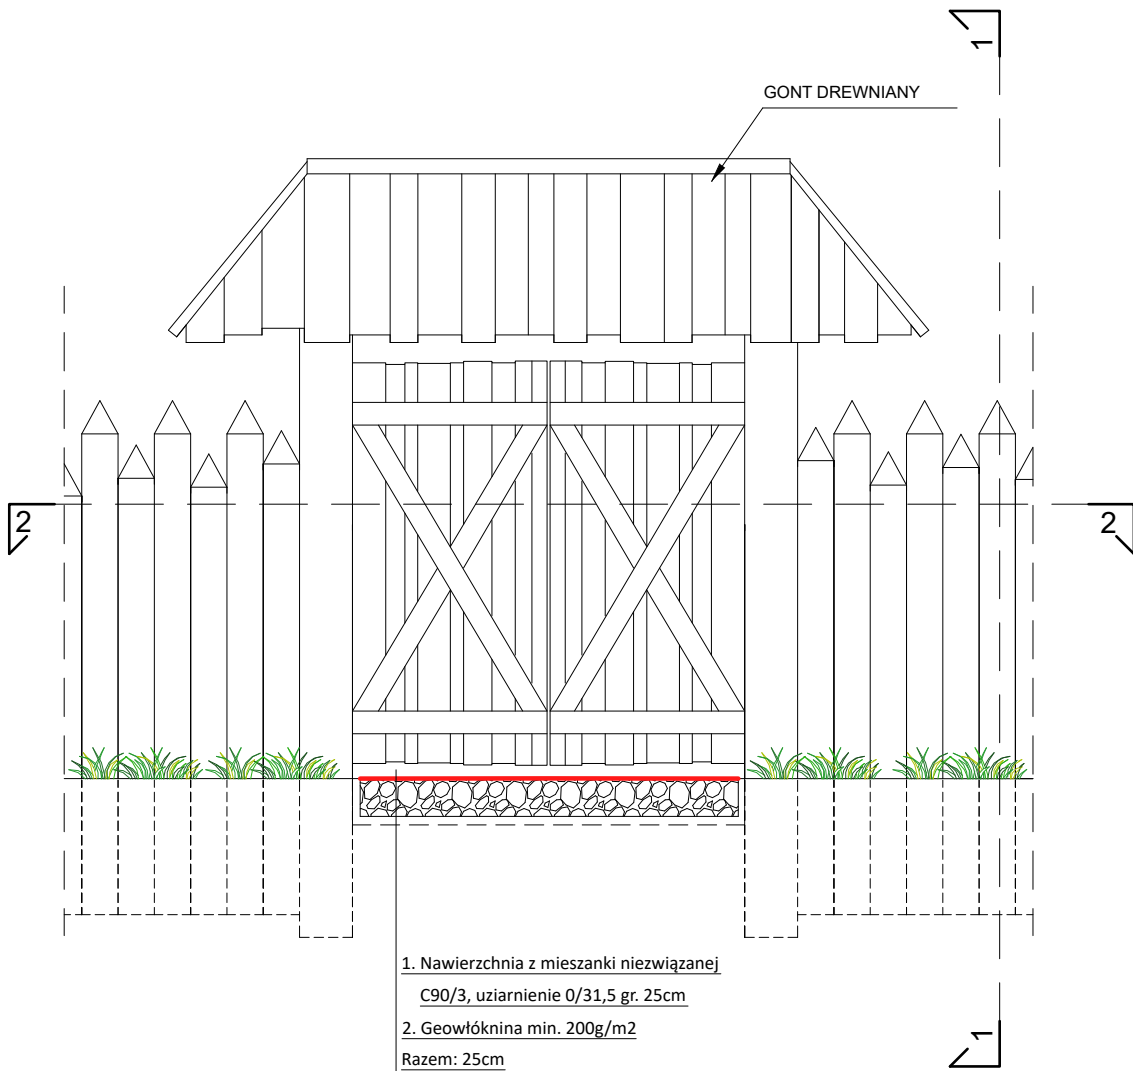 1
GONT DREWNIANY
2
2
1. Nawierzchnia z mieszanki niezwiązanej
C90/3, uziarnienie 0/31,5 gr. 25cm
2. Geowłóknina min. 200g/m2
Razem: 25cm
1